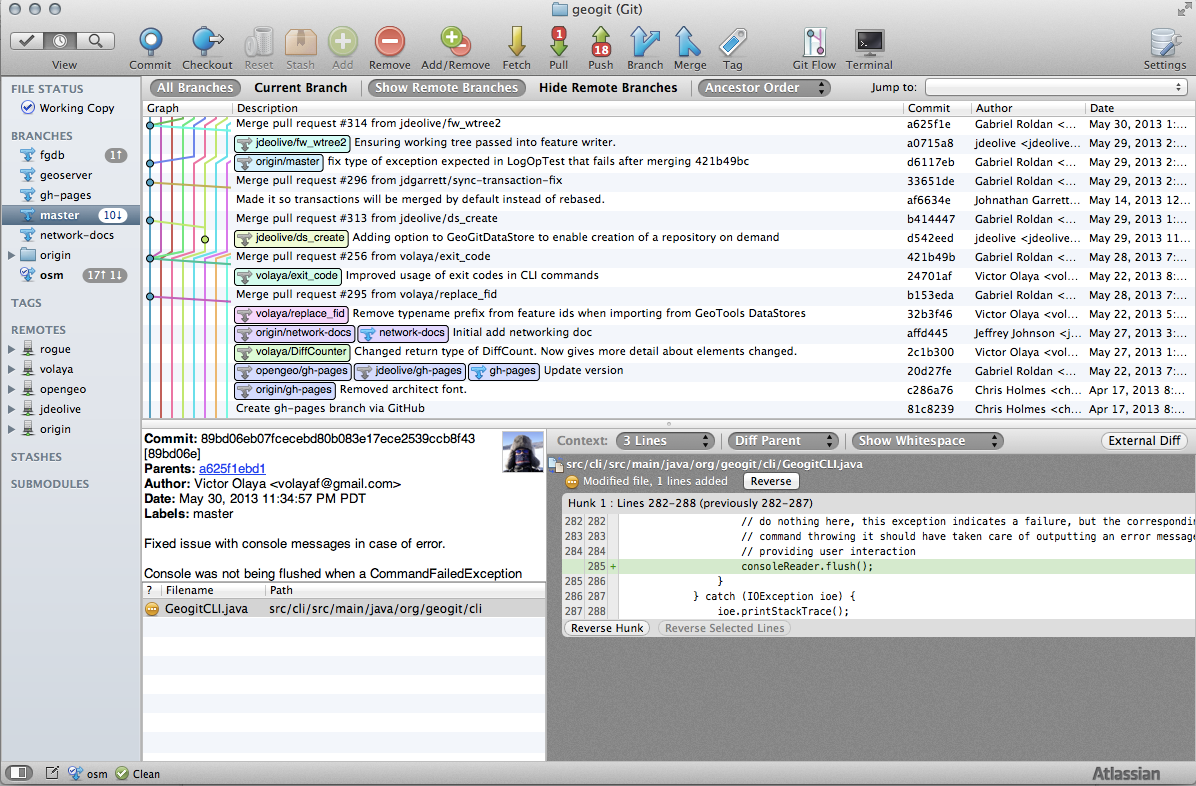 geogit (Git)
View Commit Checkout Reset Stash Add Remove Add/Remove Fetch 1 Pull 18 Push Branch Merge Tag Git Flow Terminal Settings
FILE STATUS
Working Copy
BRANCHES
fgdb 1↑
geoserver
gh-pages
master 10↓
network-docs
origin
osm 17↑ 1↓
TAGS
REMOTES
rogue
volaya
opengeo
jdeolive
origin
STASHES
SUBMODULES
All Branches Current Branch Show Remote Branches Hide Remote Branches Ancestor Order Jump to:
Graph Description Commit Author Date
Merge pull request #314 from jdeolive/fw_wtree2 a625f1e Gabriel Roldan <... May 30, 2013 1:...
jdeolive/fw_wtree2 Ensuring working tree passed into feature writer. a0715a8 jdeolive <jdeolive... May 29, 2013 2:...
origin/master fix type of exception expected in LogOpTest that fails after merging 421b49bc d6117eb Gabriel Roldan <... May 29, 2013 2:...
Merge pull request #296 from jdgarrett/sync-transaction-fix 33651de Gabriel Roldan <... May 29, 2013 2:...
Made it so transactions will be merged by default instead of rebased. af6634e Johnathan Garrett... May 14, 2013 12...
Merge pull request #313 from jdeolive/ds_create b414447 Gabriel Roldan <... May 29, 2013 1:...
jdeolive/ds_create Adding option to GeoGitDataStore to enable creation of a repository on demand d542eed jdeolive <jdeolive... May 29, 2013 11...
Merge pull request #256 from volaya/exit_code 421b49b Gabriel Roldan <... May 28, 2013 7:...
volaya/exit_code Improved usage of exit codes in CLI commands 24701af Victor Olaya <vol... May 22, 2013 8:...
Merge pull request #295 from volaya/replace_fid b153eda Gabriel Roldan <... May 28, 2013 7:...
volaya/replace_fid Remove typename prefix from feature ids when importing from GeoTools DataStores 32b3f46 Victor Olaya <vol... May 22, 2013 5:...
origin/network-docs network-docs Initial add networking doc affd445 Jeffrey Johnson <j... May 27, 2013 3:...
volaya/DiffCounter Changed return type of DiffCount. Now gives more detail about elements changed. 2c1b300 Victor Olaya <vol... May 27, 2013 1:...
opengeo/gh-pages jdeolive/gh-pages gh-pages Update version 20d27fe Gabriel Roldan <... May 22, 2013 7:...
origin/gh-pages Removed architect font. c286a76 Chris Holmes <ch... Apr 17, 2013 8:...
Create gh-pages branch via GitHub 81c8239 Chris Holmes <ch... Apr 17, 2013 8:...
Commit: 89bd06eb07fcecebd80b083e17ece2539ccb8f43
[89bd06e]
Parents: a625f1ebd1
Author: Victor Olaya <volayaf@gmail.com>
Date: May 30, 2013 11:34:57 PM PDT
Labels: master
Fixed issue with console messages in case of error.
Console was not being flushed when a CommandFailedException
? Filename Path
GeogitCLI.java src/cli/src/main/java/org/geogit/cli
Context: 3 Lines Diff Parent Show Whitespace External Diff
src/cli/src/main/java/org/geogit/cli/GeogitCLI.java
Modified file, 1 lines added Reverse
Hunk 1 : Lines 282-288 (previously 282-287)
282 282 // do nothing here, this exception indicates a failure, but the correspondin
283 283 // command throwing it should have taken care of outputting an error message
284 284 // providing user interaction
285 + consoleReader.flush();
285 286 }
286 287 } catch (IOException ioe) {
287 288 ioe.printStackTrace();
Reverse Hunk Reverse Selected Lines
osm Clean
Atlassian